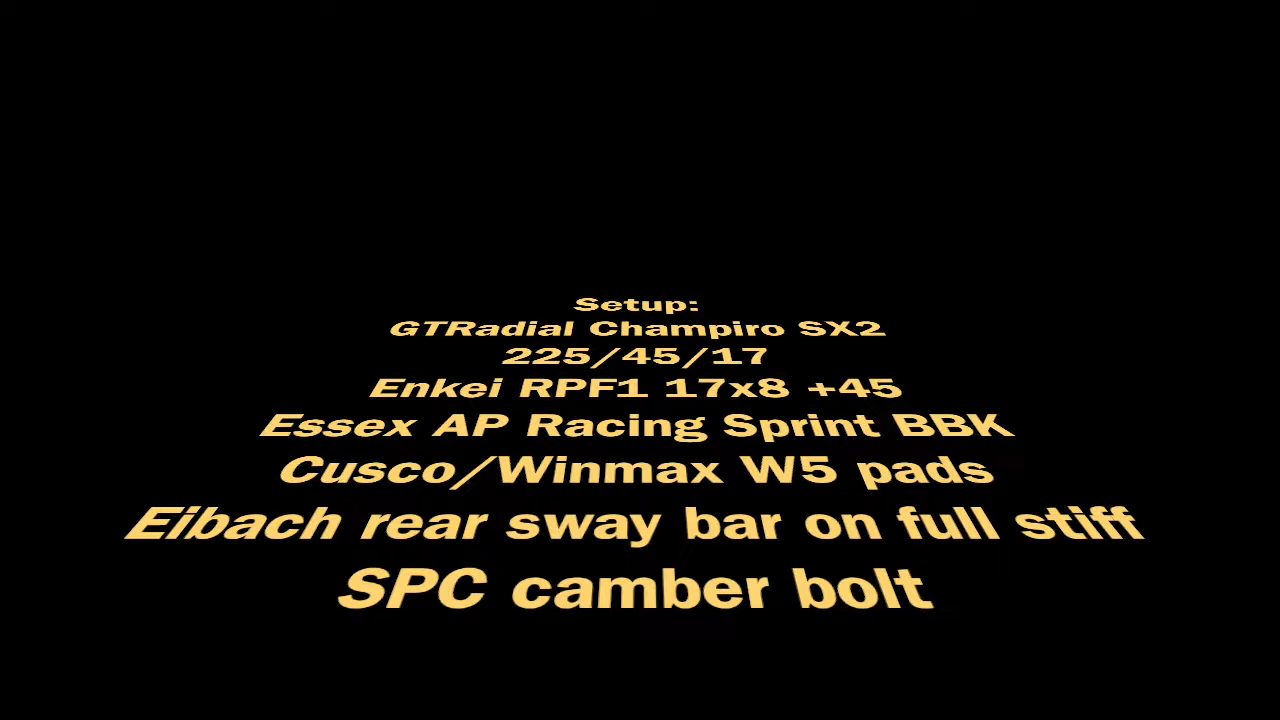 Setup:
GTRadial Champiro SX2
225/45/17
Enkei RPF1 17x8 +45
Essex AP Racing Sprint BBK
Cusco/Winmax W5 pads
Eibach rear sway bar on full stiff
SPC camber bolt